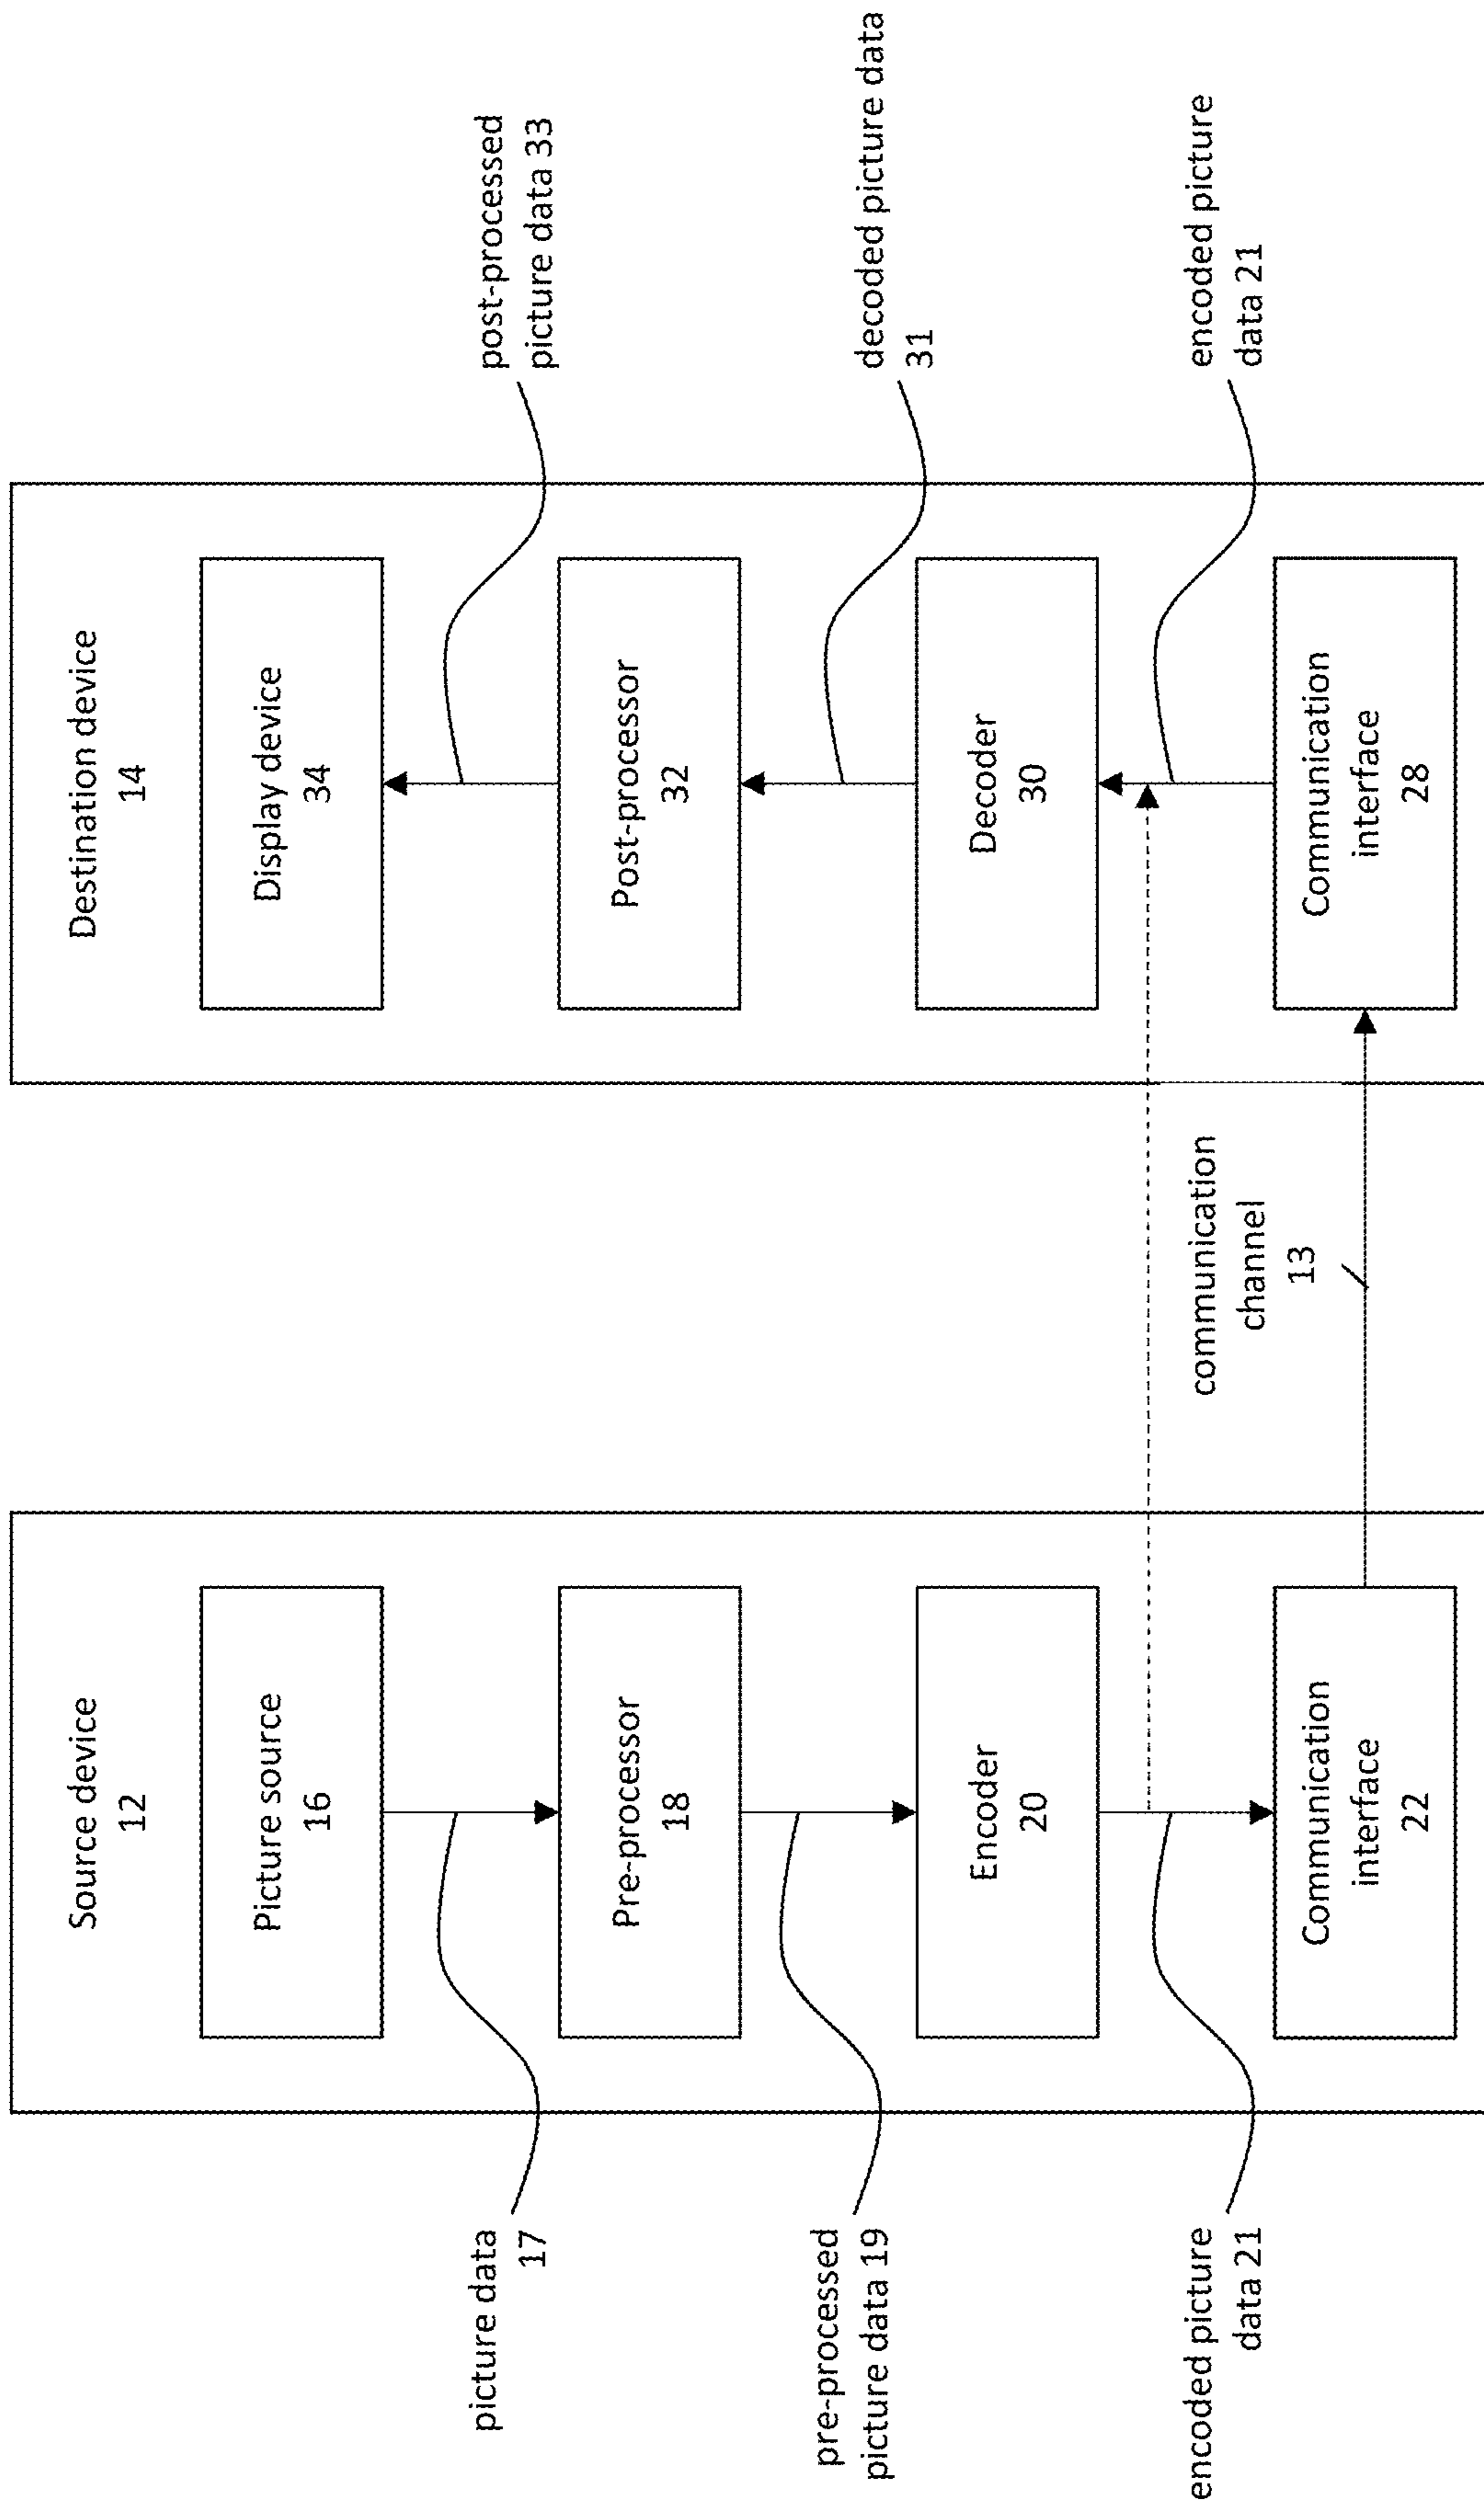 Source device
12
Picture source
16
picture data
17
Pre-processor
18
pre-processed
picture data 19
Encoder
20
encoded picture
data 21
Communication
interface
22
communication
channel
13
Destination device
14
Display device
34
post-processed
picture data 33
Post-processor
32
decoded picture data
31
Decoder
30
encoded picture
data 21
Communication
interface
28